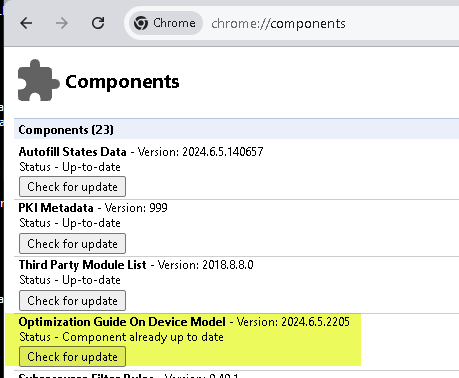 Chrome
chrome://components
Components
Components (23)
Autofill States Data - Version: 2024.6.5.140657
Status - Up-to-date
Check for update
PKI Metadata - Version: 999
Status - Up-to-date
Check for update
Third Party Module List - Version: 2018.8.8.0
Status - Up-to-date
Check for update
Optimization Guide On Device Model - Version: 2024.6.5.2205
Status - Component already up to date
Check for update